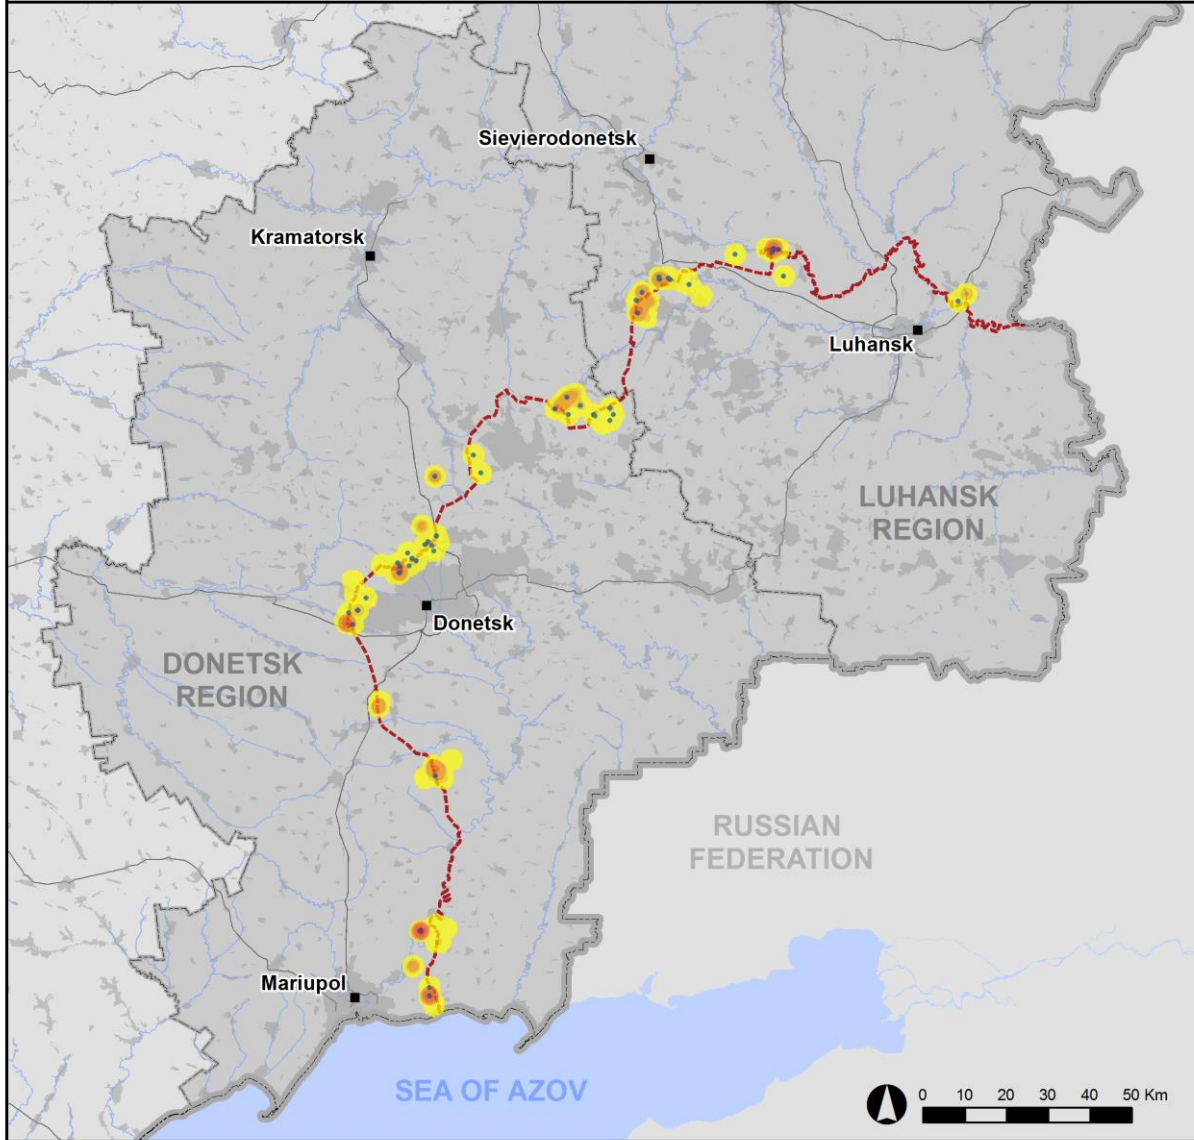 Sievierodonetsk
Kramatorsk
Luhansk
LUHANSK
REGION
Donetsk
DONETSK
REGION
RUSSIAN
FEDERATION
Mariupol
SEA OF AZOV
0 10 20 30 40 50 Km